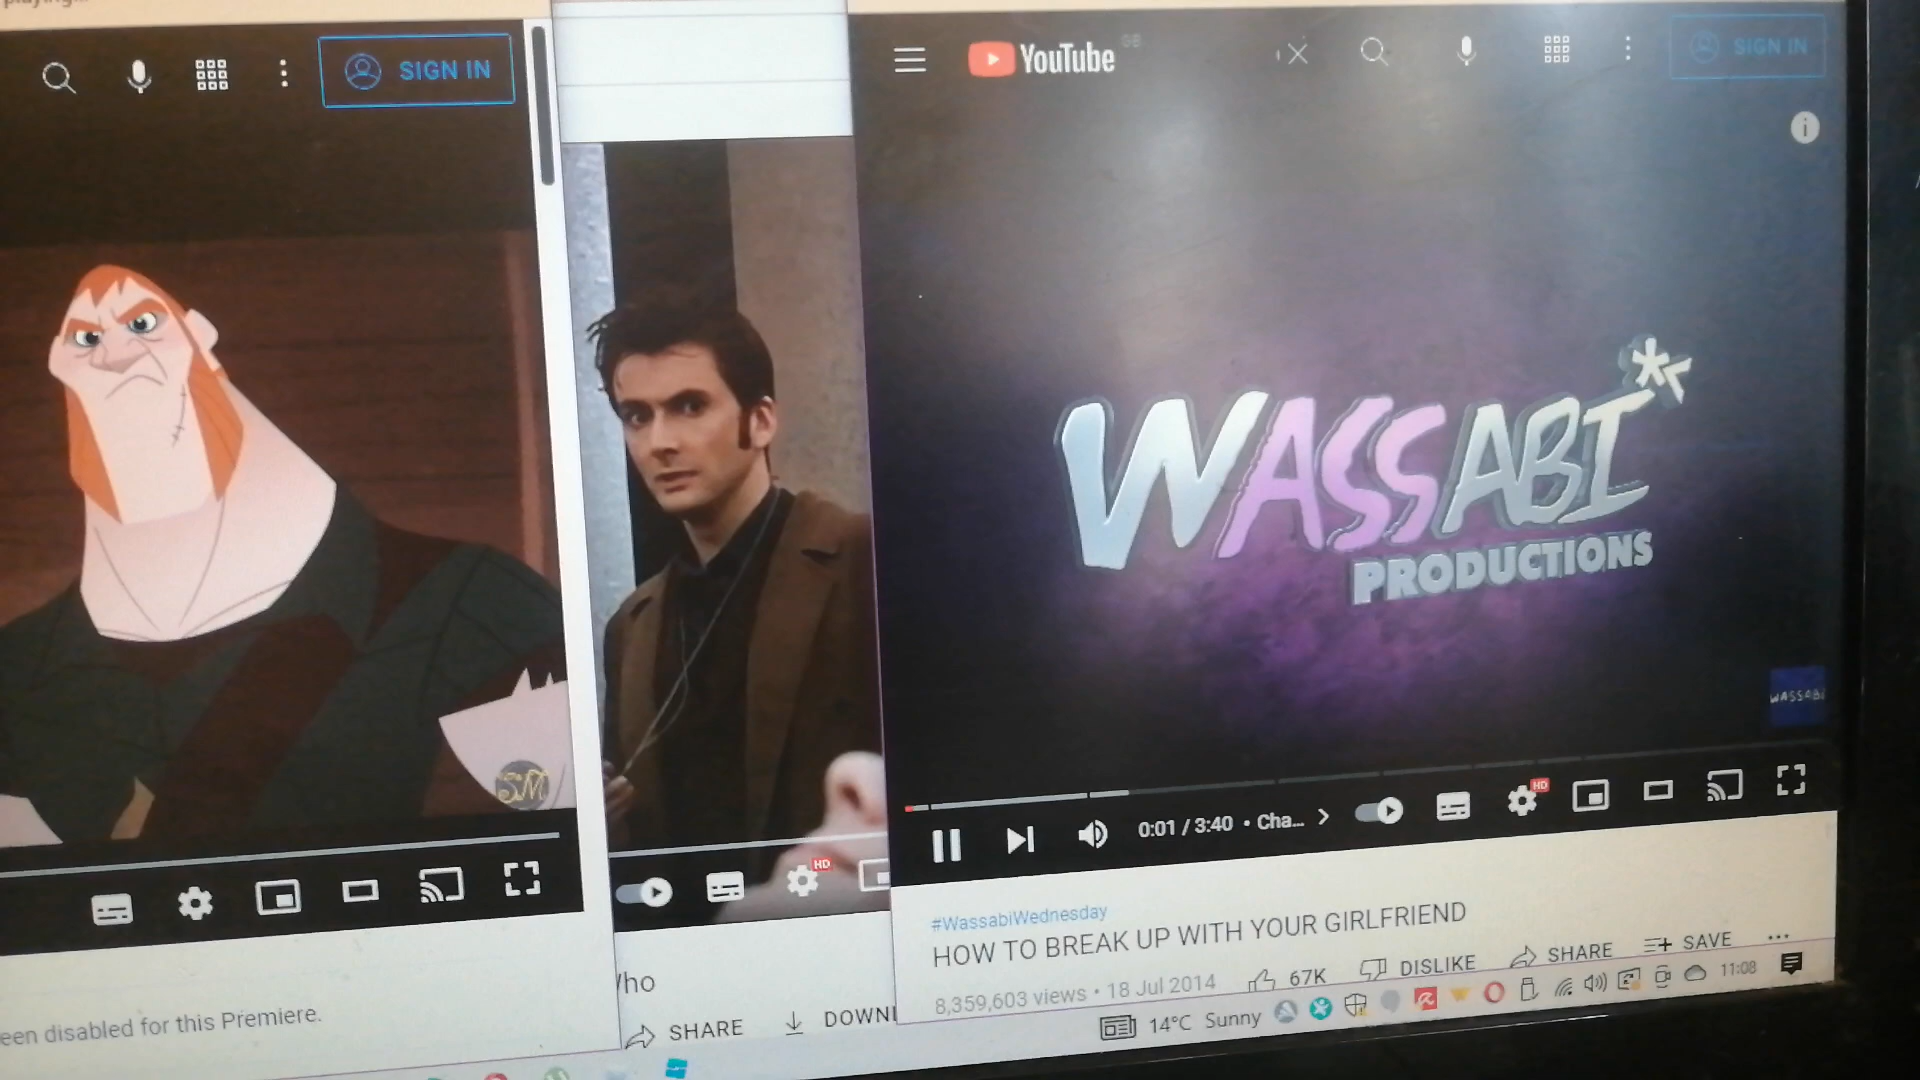 SIGN IN
een disabled for this Premiere.
HD
ho
SHARE
DOWNL
YouTube GB
SIGN IN
WASSABI
PRODUCTIONS
WASSABI
0:01 / 3:40 • Cha...
HD
#WassabiWednesday
HOW TO BREAK UP WITH YOUR GIRLFRIEND
8,359,603 views • 18 Jul 2014
67K
DISLIKE
SHARE
SAVE
14°C Sunny
11:08